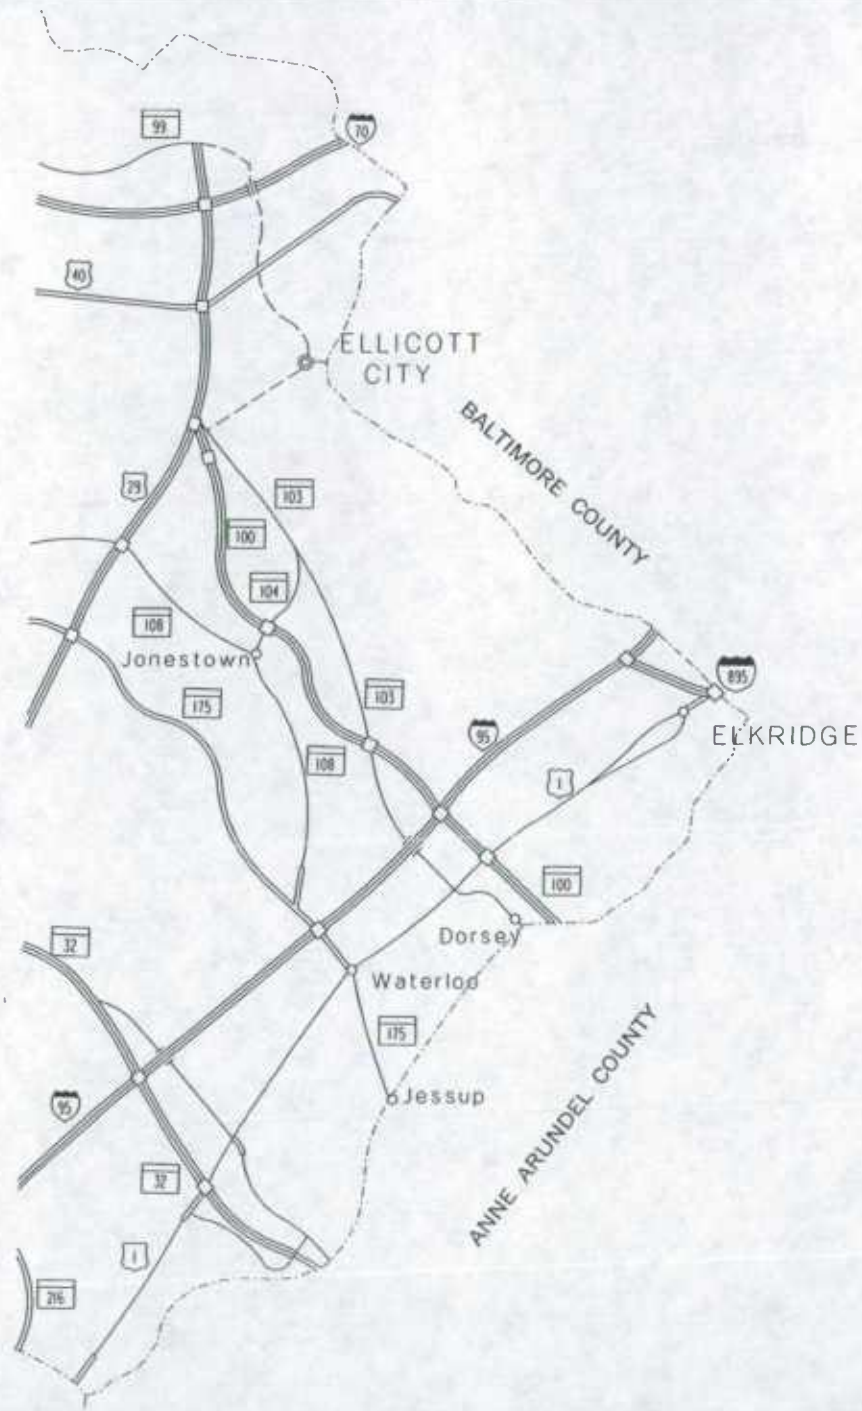 99
70
40
ELLICOTT
CITY
BALTIMORE COUNTY
29
103
100
104
108
Jonestown
175
103
895
95
ELKRIDGE
108
1
100
32
Dorsey
Waterloo
175
95
Jessup
ANNE ARUNDEL COUNTY
32
1
216